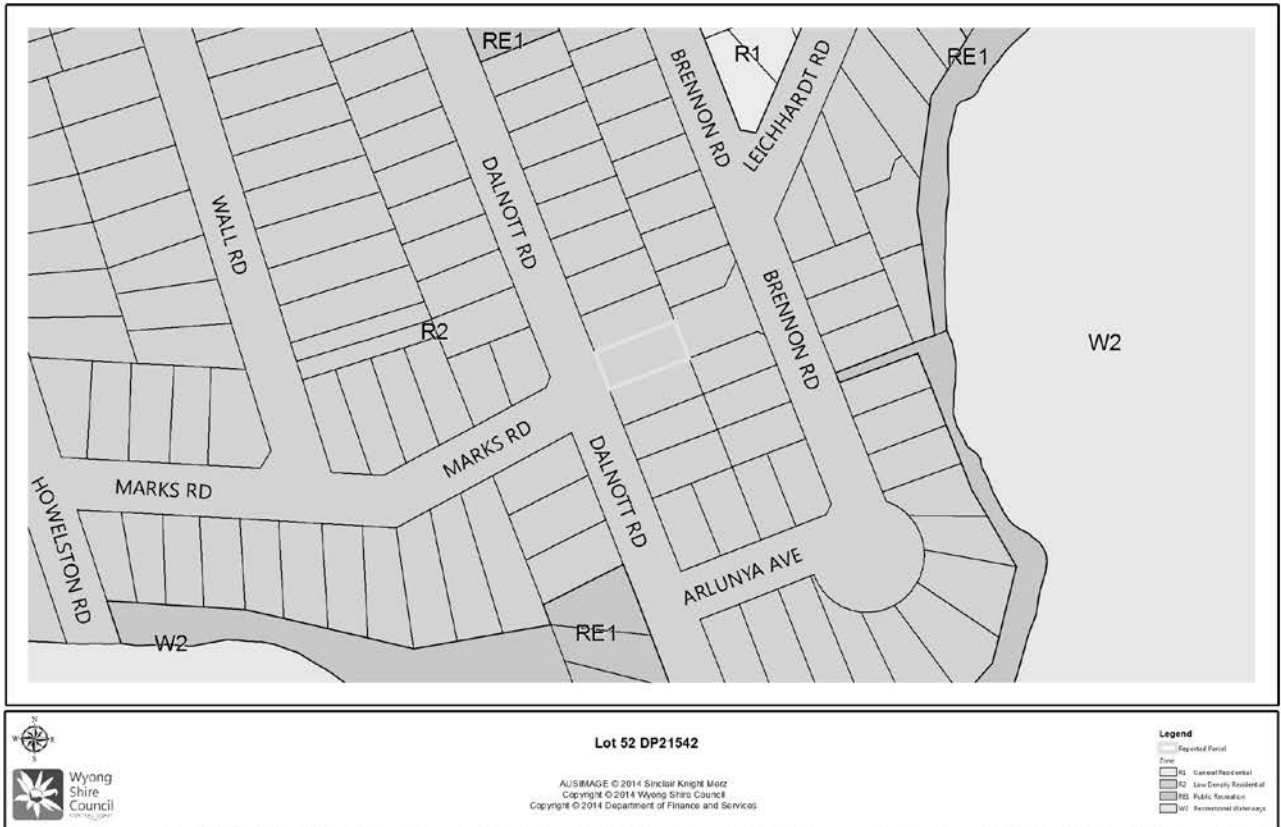 RE1
R1
RE1
BRENNON RD
LEICHHARDT RD
DALNOTT RD
WALL RD
BRENNON RD
R2
W2
MARKS RD
DALNOTT RD
MARKS RD
HOWELSTON RD
ARLUNYA AVE
RE1
W2
N
W E
S
Wyong
Shire
Council
CENTRAL COAST
Lot 52 DP21542
AUSIMAGE © 2014 Sinclair Knight Merz
Copyright © 2014 Wyong Shire Council
Copyright © 2014 Department of Finance and Services
Legend
Reported Parcel
Zone
R1 General Residential
R2 Low Density Residential
RE1 Public Recreation
W2 Recreational Waterways